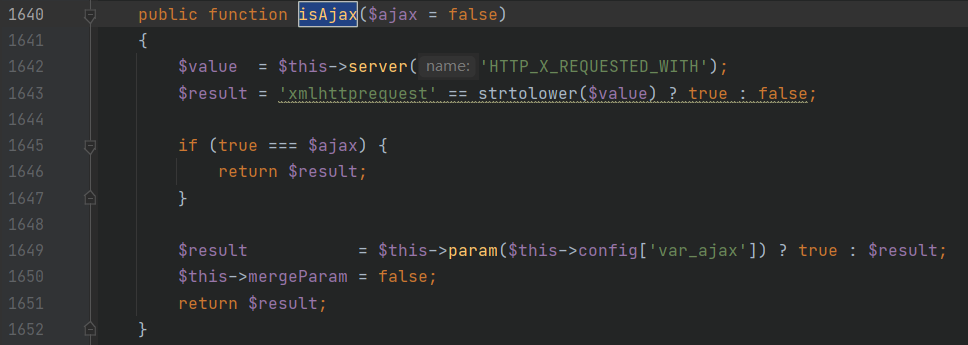 1640 public function isAjax($ajax = false)
1641 {
1642 $value  = $this->server( name: 'HTTP_X_REQUESTED_WITH');
1643 $result = 'xmlhttprequest' == strtolower($value) ? true : false;
1644
1645 if (true === $ajax) {
1646 return $result;
1647 }
1648
1649 $result           = $this->param($this->config['var_ajax']) ? true : $result;
1650 $this->mergeParam = false;
1651 return $result;
1652 }